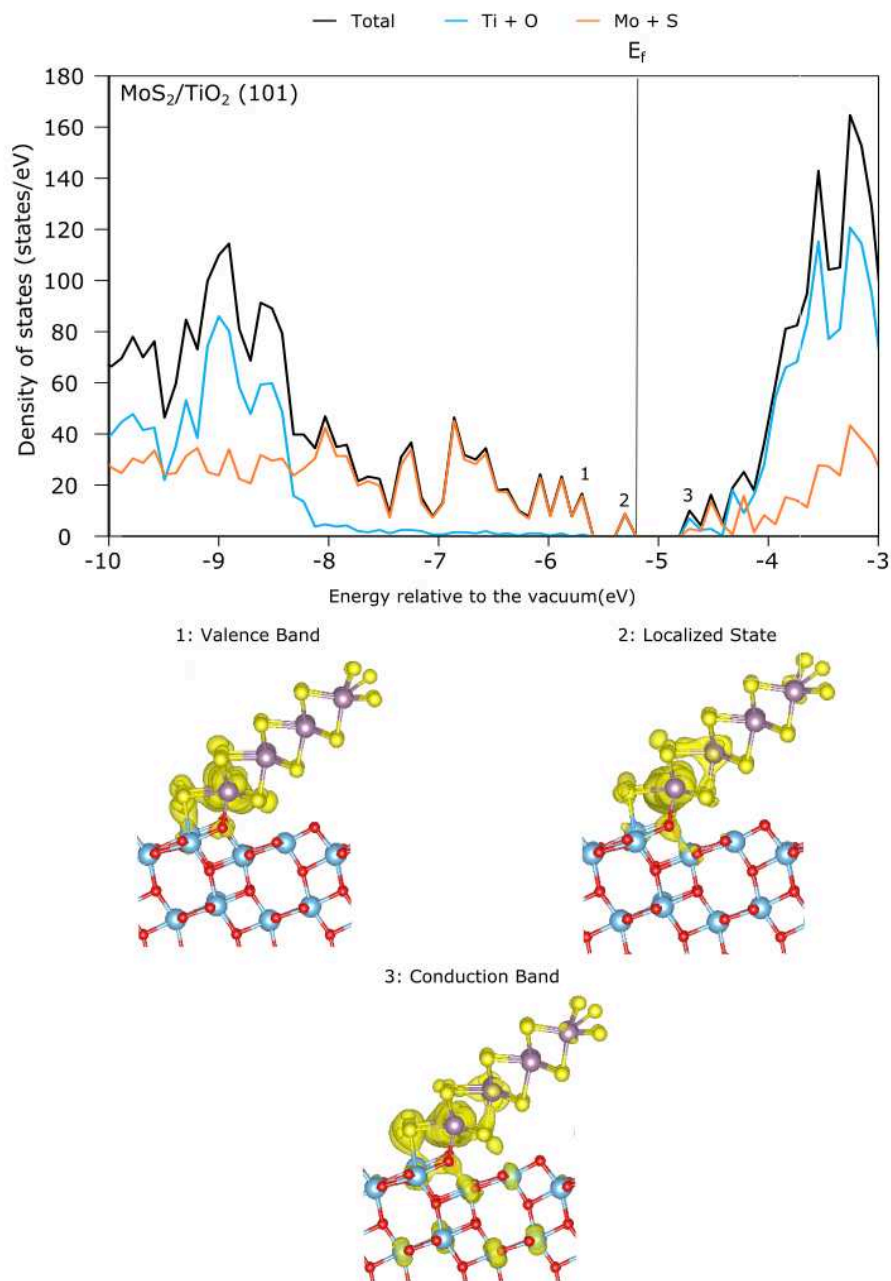 Total Ti + O Mo + S
E_f
180
MoS₂/TiO₂ (101)
160
140
120
100
80
60
40
20
0
Density of states (states/eV)
1
2
3
-10 -9 -8 -7 -6 -5 -4 -3
Energy relative to the vacuum(eV)
1: Valence Band 2: Localized State
3: Conduction Band